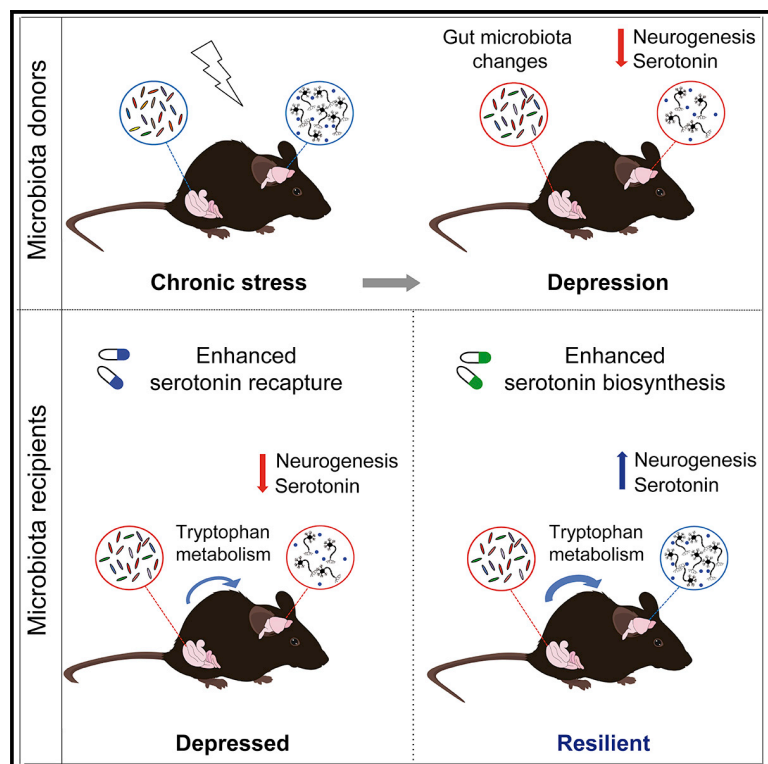 Microbiota donors
Gut microbiota
changes
Neurogenesis
Serotonin
Chronic stress
Depression
Microbiota recipients
Enhanced
serotonin recapture
Neurogenesis
Serotonin
Tryptophan
metabolism
Depressed
Enhanced
serotonin biosynthesis
Neurogenesis
Serotonin
Tryptophan
metabolism
Resilient